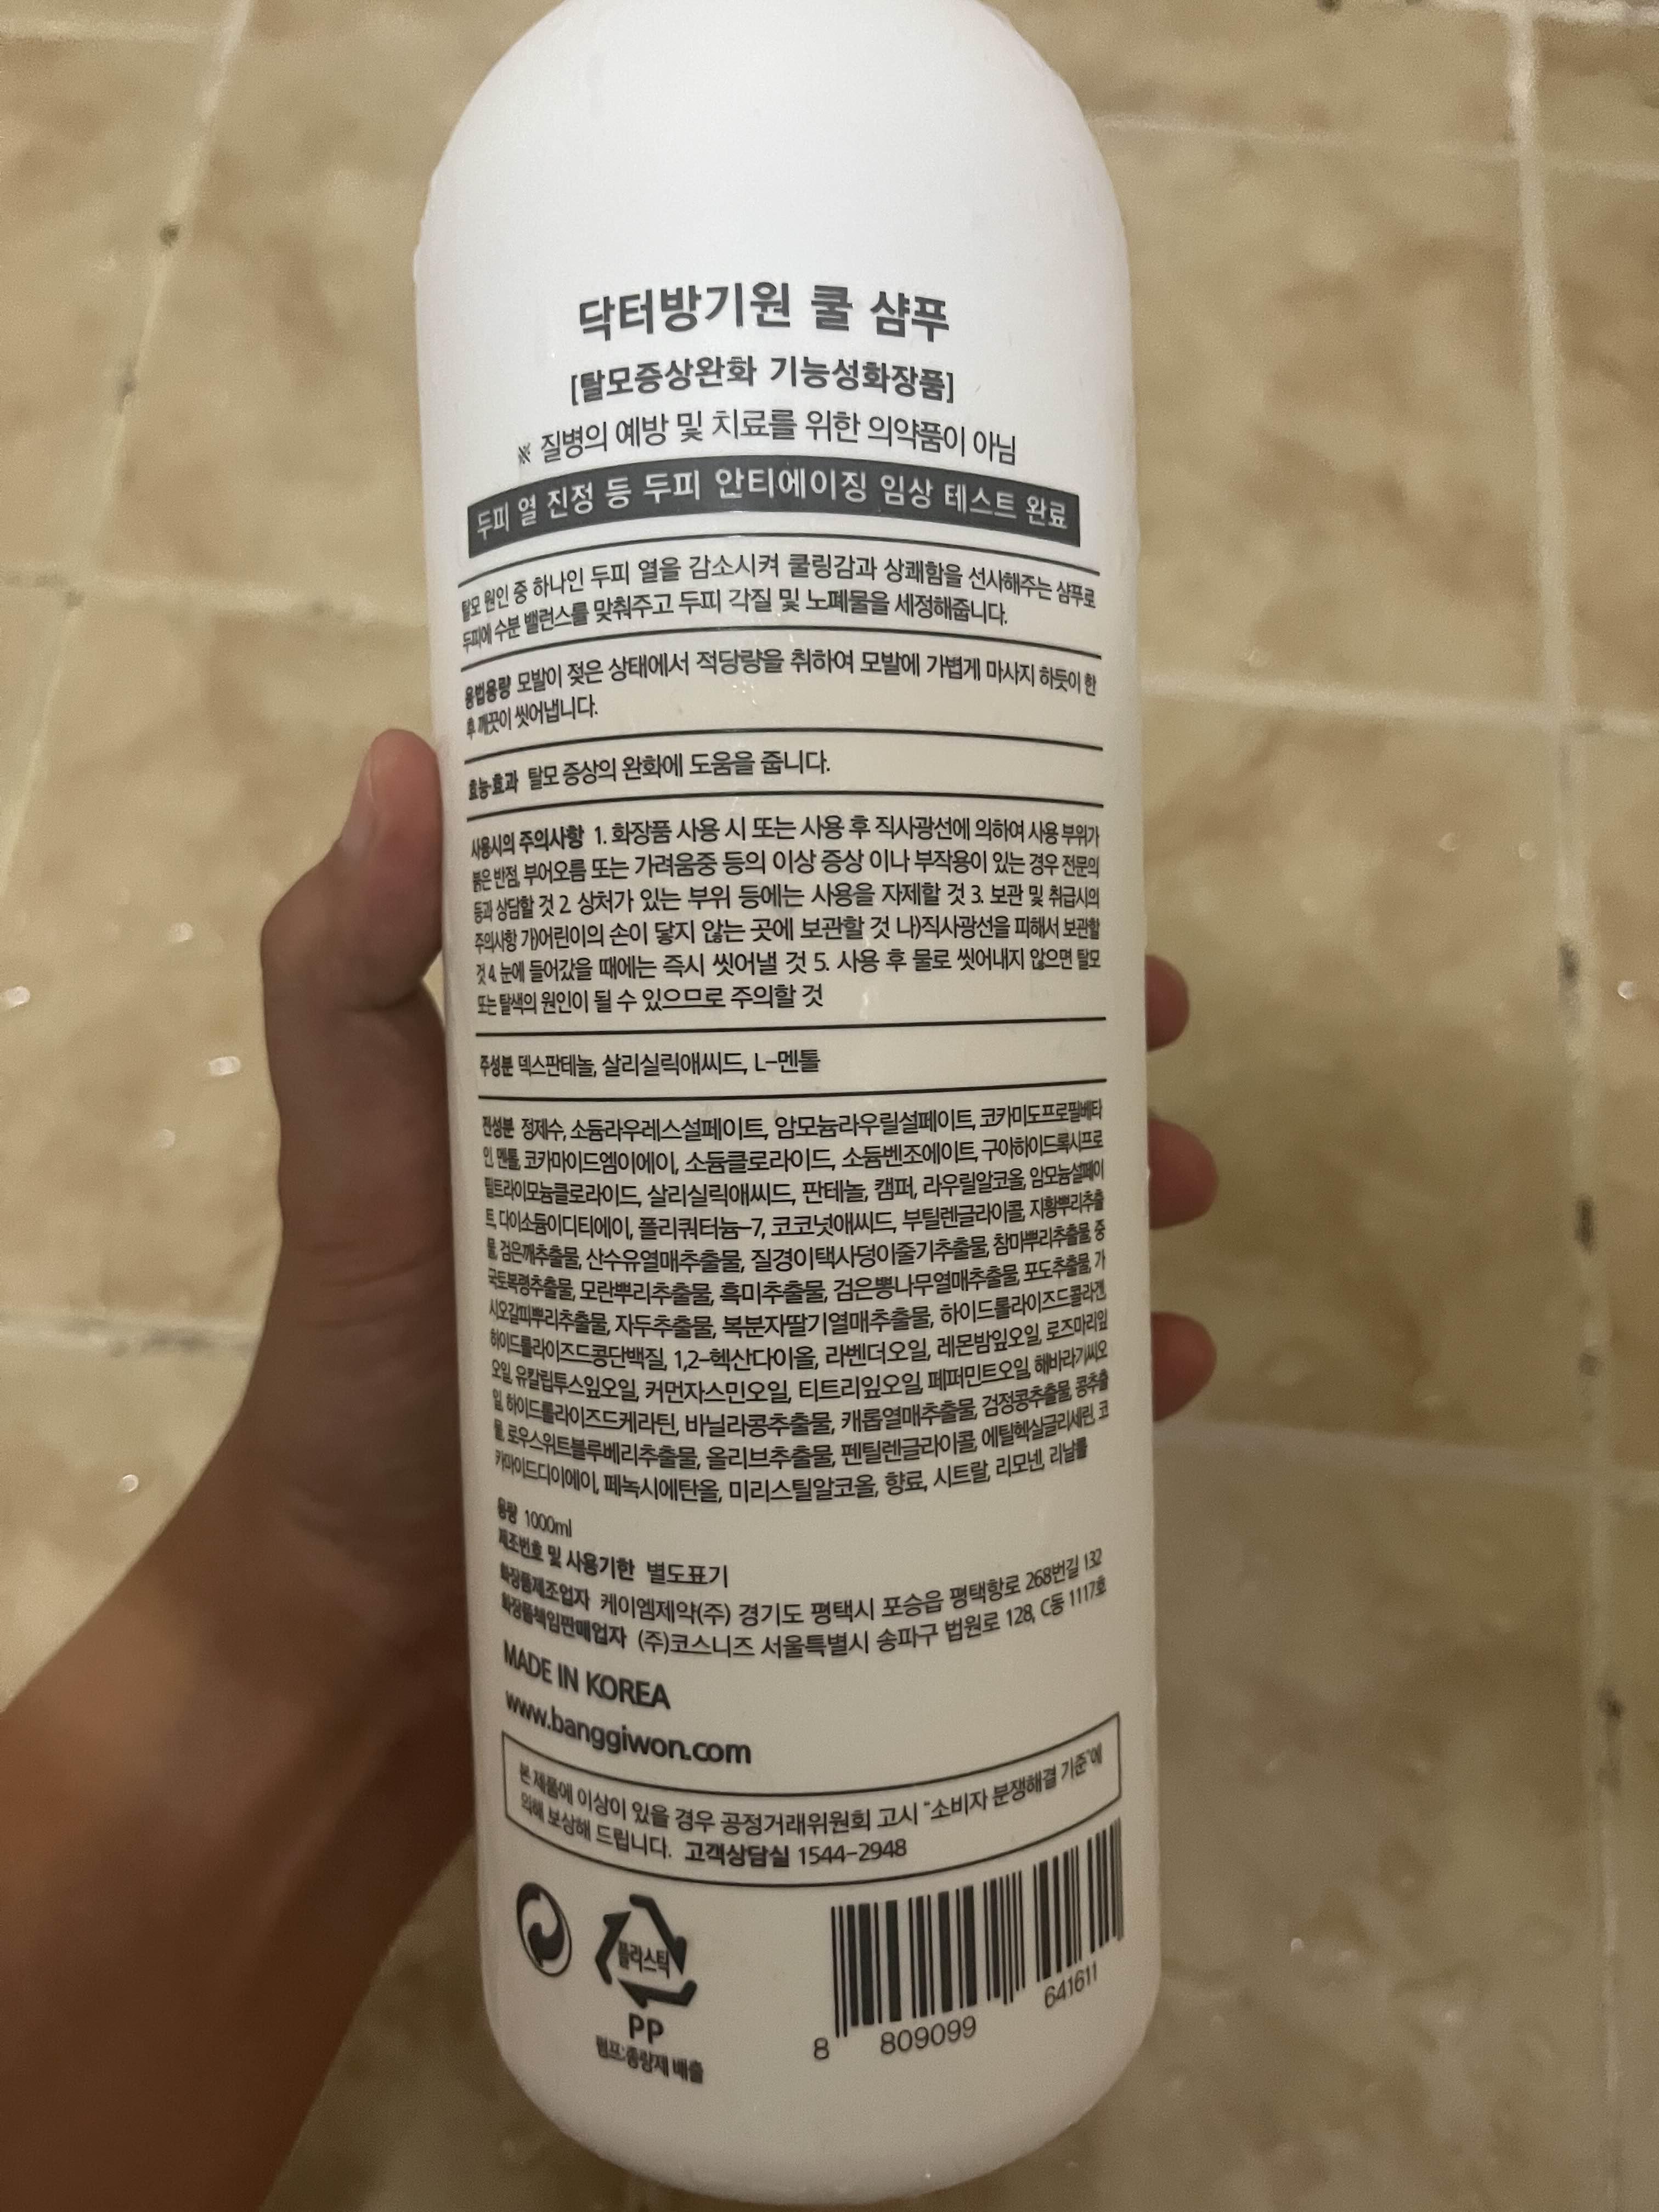 닥터방기원 쿨 샴푸
[탈모증상완화 기능성화장품]
※ 질병의 예방 및 치료를 위한 의약품이 아님
두피 열 진정 등 두피 안티에이징 임상 테스트 완료
탈모 원인 중 하나인 두피 열을 감소시켜 쿨링감과 상쾌함을 선사해주는 샴푸로
두피에 수분 밸런스를 맞춰주고 두피 각질 및 노폐물을 세정해줍니다.
용법용량 모발이 젖은 상태에서 적당량을 취하여 모발에 가볍게 마사지 하듯이 한
후 깨끗이 씻어냅니다.
효능·효과 탈모 증상의 완화에 도움을 줍니다.
사용시의 주의사항 1. 화장품 사용 시 또는 사용 후 직사광선에 의하여 사용 부위가
붉은 반점, 부어오름 또는 가려움중 등의 이상 증상 이나 부작용이 있는 경우 전문의
등과 상담할 것 2. 상처가 있는 부위 등에는 사용을 자제할 것 3. 보관 및 취급시의
주의사항 가)어린이의 손이 닿지 않는 곳에 보관할 것 나)직사광선을 피해서 보관할
것 4. 눈에 들어갔을 때에는 즉시 씻어낼 것 5. 사용 후 물로 씻어내지 않으면 탈모
또는 탈색의 원인이 될 수 있으므로 주의할 것
주성분 덱스판테놀, 살리실릭애씨드, L-멘톨
전성분 정제수, 소듐라우레스설페이트, 암모늄라우릴설페이트, 코카미도프로필베타
인, 멘톨, 코카마이드엠이에이, 소듐클로라이드, 소듐벤조에이트, 구아하이드록시프로
필트라이모늄클로라이드, 살리실릭애씨드, 판테놀, 캠퍼, 라우릴알코올, 암모늄설페이
트, 다이소듐이디티에이, 폴리쿼터늄-7, 코코넛애씨드, 부틸렌글라이콜, 지황뿌리추출
물, 검은깨추출물, 산수유열매추출물, 질경이택사덩이줄기추출물, 참마뿌리추출물, 중
국토복령추출물, 모란뿌리추출물, 흑미추출물, 검은뽕나무열매추출물, 포도추출물, 가
시오갈피뿌리추출물, 자두추출물, 복분자딸기열매추출물, 하이드롤라이즈드콜라겐,
하이드롤라이즈드콩단백질, 1,2-헥산다이올, 라벤더오일, 레몬밤잎오일, 로즈마리잎
오일, 유칼립투스잎오일, 커먼자스민오일, 티트리잎오일, 페퍼민트오일, 해바라기씨오
일, 하이드롤라이즈드케라틴, 바닐라콩추출물, 캐롭열매추출물, 검정콩추출물, 콩추출
물, 로우스위트블루베리추출물, 올리브추출물, 펜틸렌글라이콜, 에틸헥실글리세린, 코
카마이드디이에이, 페녹시에탄올, 미리스틸알코올, 향료, 시트랄, 리모넨, 리날룰
용량 1000ml
제조번호 및 사용기한 별도표기
화장품제조업자 케이엠제약(주) 경기도 평택시 포승읍 평택항로 268번길 132
화장품책임판매업자 (주)코스니즈 서울특별시 송파구 법원로 128, C동 1117호
MADE IN KOREA
www.banggiwon.com
본 제품에 이상이 있을 경우 공정거래위원회 고시 "소비자 분쟁해결 기준"에
의해 보상해 드립니다. 고객상담실 1544-2948
플라스틱
PP
펌프:종량제 배출
8 809099 641611